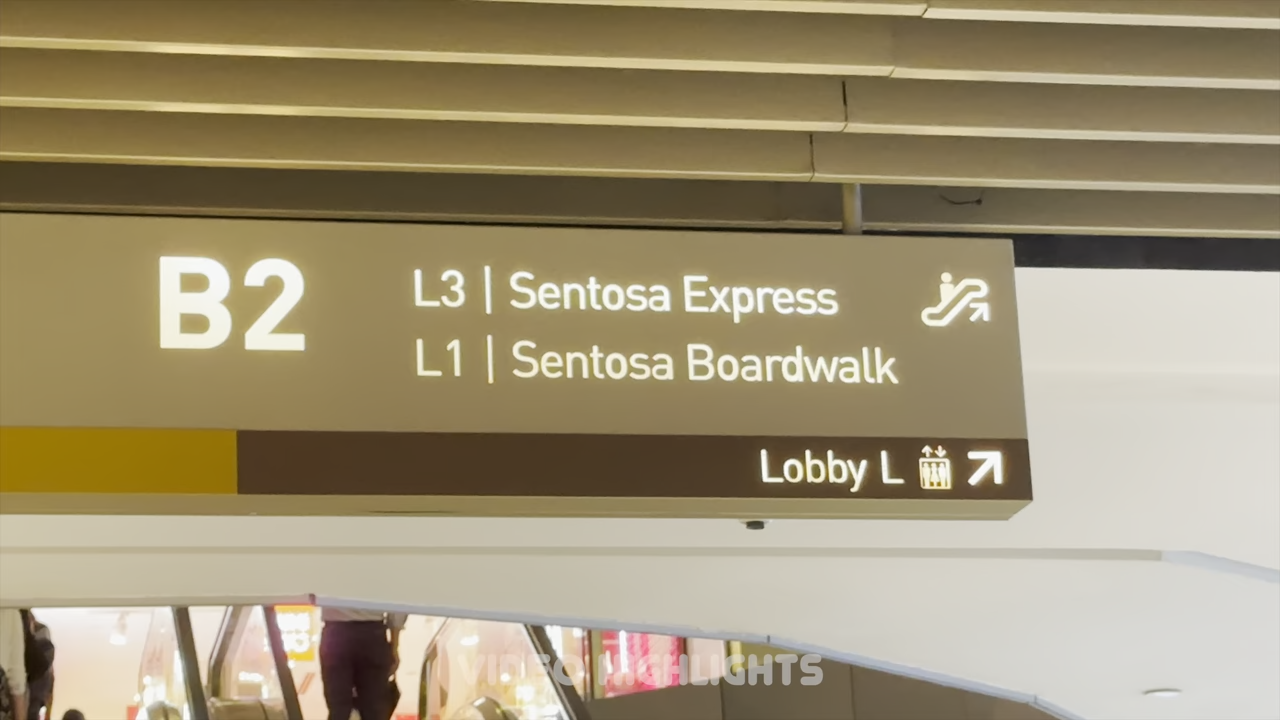 B2
L3 | Sentosa Express
L1 | Sentosa Boardwalk
Lobby L
VIDEO HIGHLIGHTS